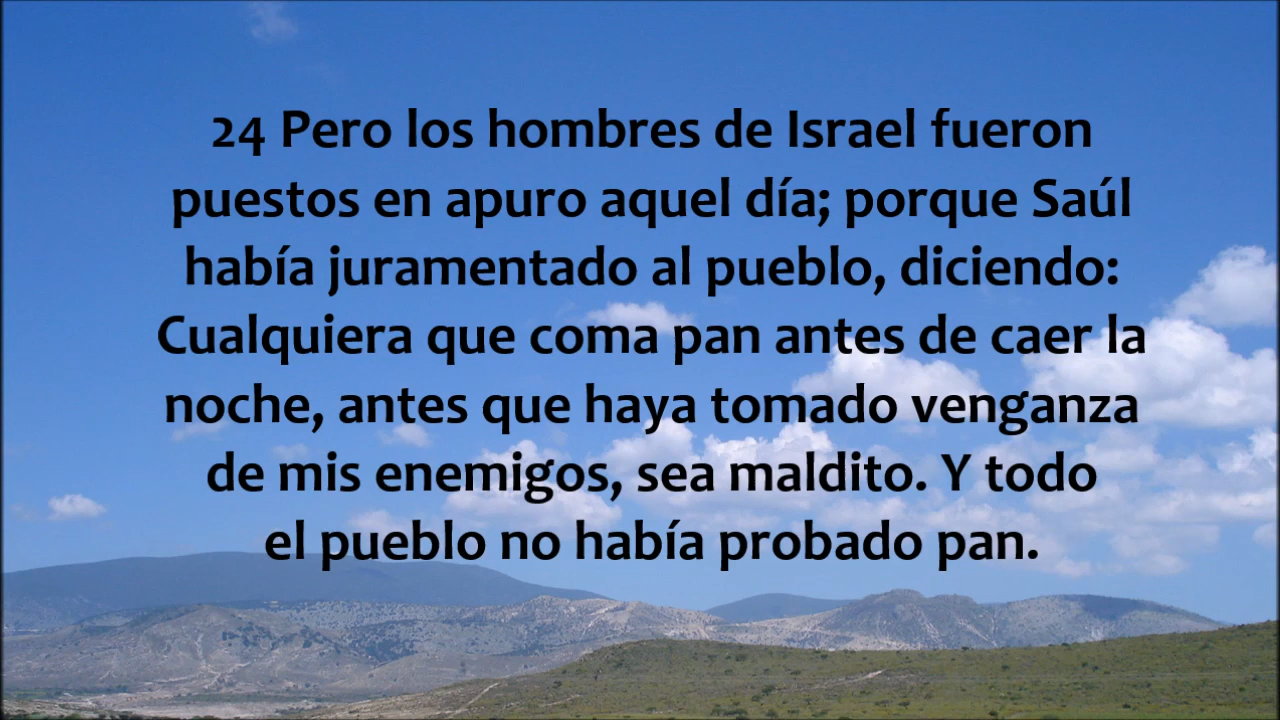 24 Pero los hombres de Israel fueron
puestos en apuro aquel día; porque Saúl
había juramentado al pueblo, diciendo:
Cualquiera que coma pan antes de caer la
noche, antes que haya tomado venganza
de mis enemigos, sea maldito. Y todo
el pueblo no había probado pan.